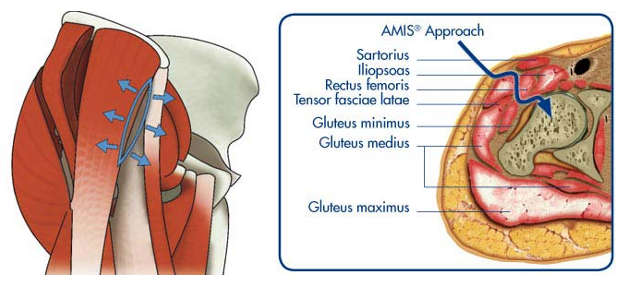 AMIS® Approach
Sartorius
Iliopsoas
Rectus femoris
Tensor fasciae latae
Gluteus minimus
Gluteus medius
Gluteus maximus